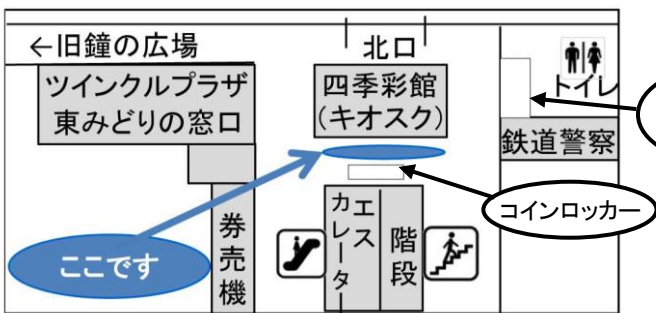 ←旧鐘の広場
北口
ツインクルプラザ
東みどりの窓口
四季彩館
(キオスク)
トイレ
鉄道警察
コインロッカー
ここです
券売機
エスカレーター
階段